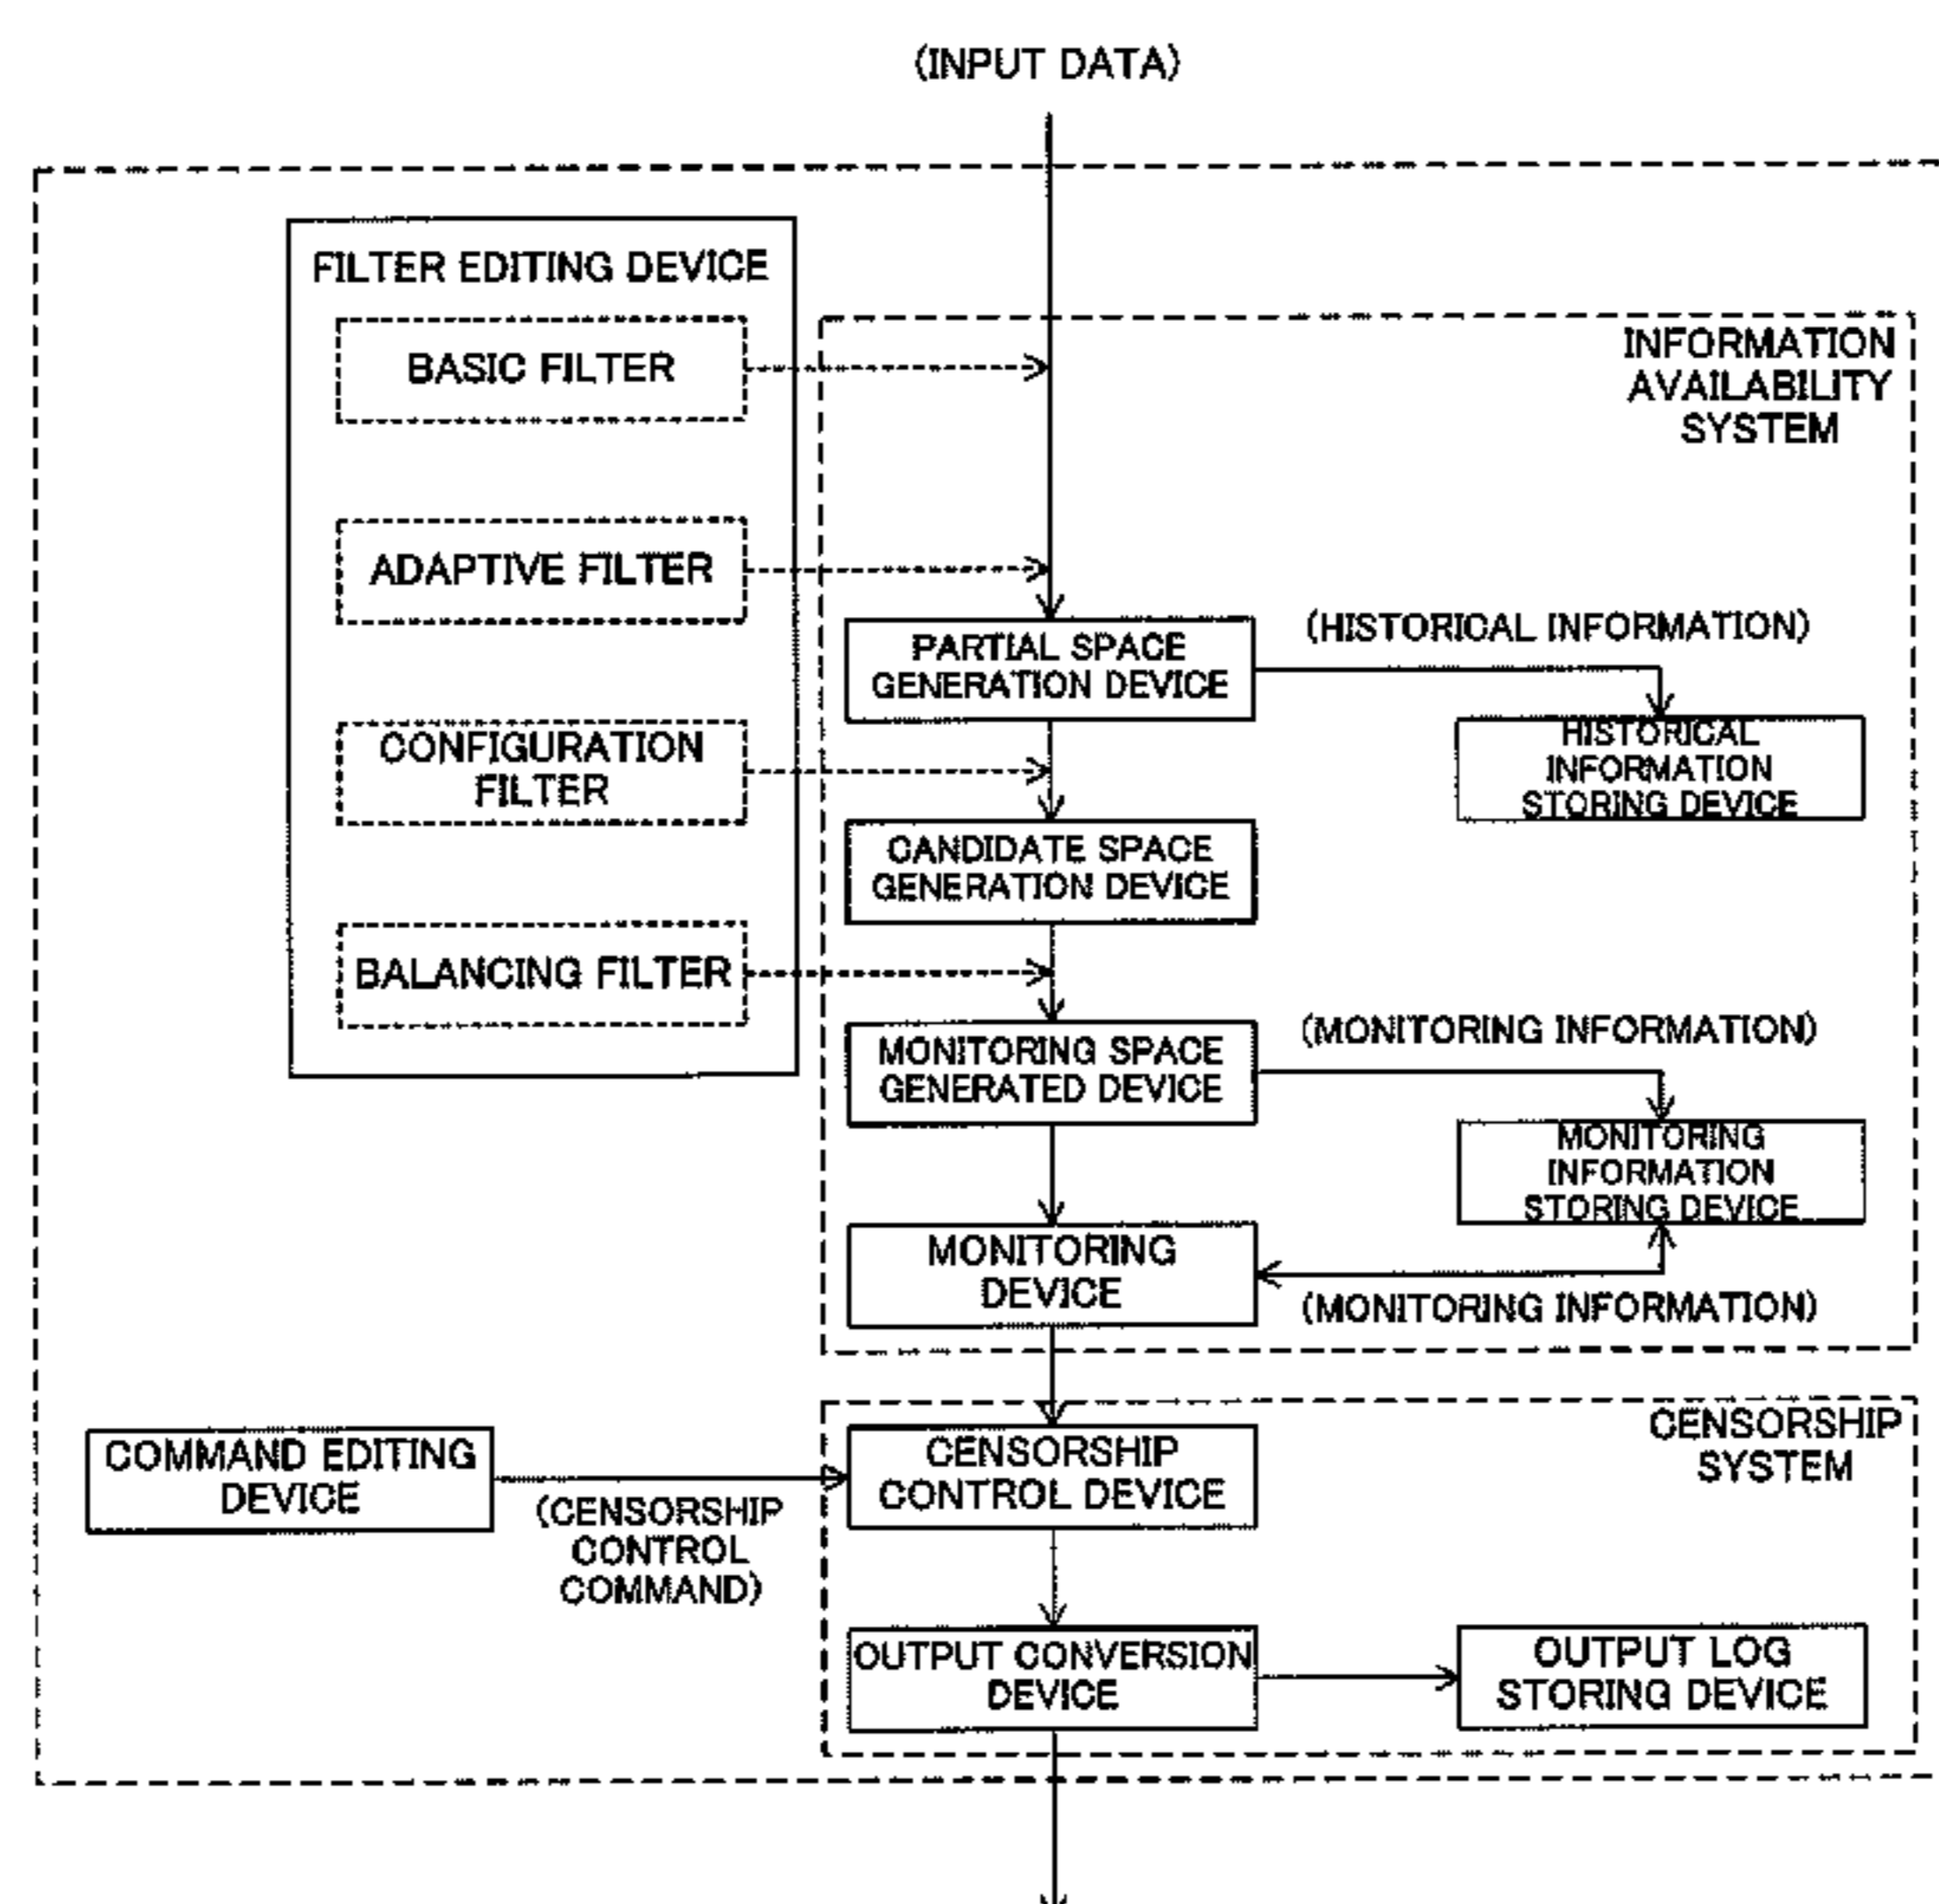 (INPUT DATA)
FILTER EDITING DEVICE
BASIC FILTER
INFORMATION
AVAILABILITY
SYSTEM
ADAPTIVE FILTER
PARTIAL SPACE
GENERATION DEVICE
(HISTORICAL INFORMATION)
HISTORICAL
INFORMATION
STORING DEVICE
CONFIGURATION
FILTER
CANDIDATE SPACE
GENERATION DEVICE
BALANCING FILTER
MONITORING SPACE
GENERATED DEVICE
(MONITORING INFORMATION)
MONITORING
INFORMATION
STORING DEVICE
MONITORING
DEVICE
(MONITORING INFORMATION)
CENSORSHIP
SYSTEM
COMMAND EDITING
DEVICE
(CENSORSHIP
CONTROL
COMMAND)
CENSORSHIP
CONTROL DEVICE
OUTPUT CONVERSION
DEVICE
OUTPUT LOG
STORING DEVICE